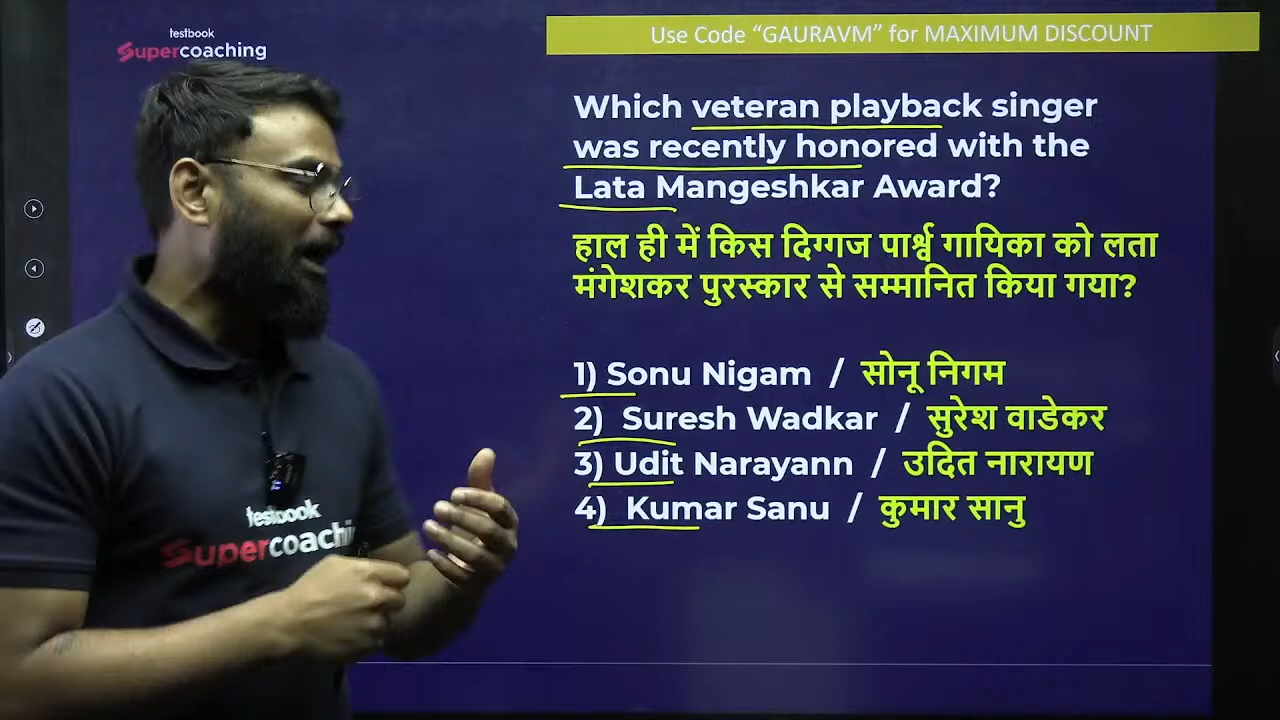 testbook
Supercoaching
Use Code “GAURAVM” for MAXIMUM DISCOUNT
Which veteran playback singer
was recently honored with the
Lata Mangeshkar Award?
हाल ही में किस दिग्गज पार्श्व गायिका को लता
मंगेशकर पुरस्कार से सम्मानित किया गया?
1) Sonu Nigam / सोनू निगम
2) Suresh Wadkar / सुरेश वाडेकर
3) Udit Narayann / उदित नारायण
4) Kumar Sanu / कुमार सानु
testbook
Supercoachi